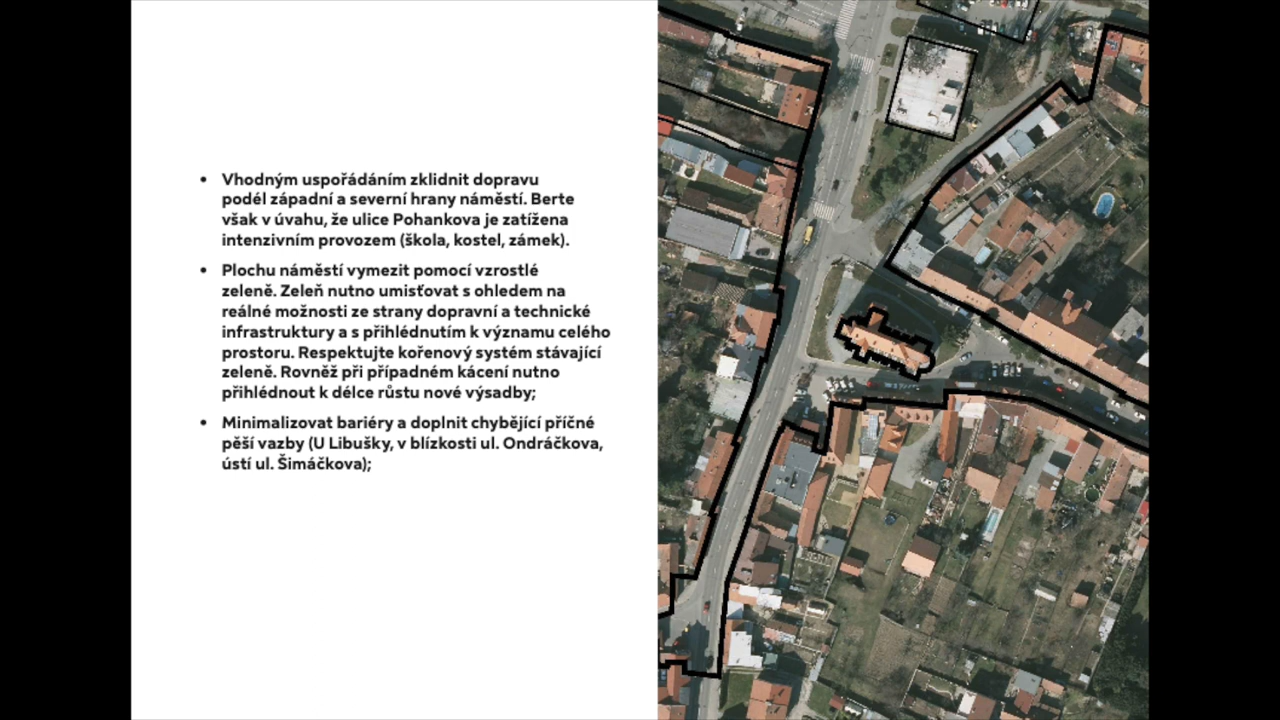 • Vhodným uspořádáním zklidnit dopravu
podél západní a severní hrany náměstí. Berte
však v úvahu, že ulice Pohankova je zatížena
intenzivním provozem (škola, kostel, zámek).
• Plochu náměstí vymezit pomocí vzrostlé
zeleně. Zeleň nutno umisťovat s ohledem na
reálné možnosti ze strany dopravní a technické
infrastruktury a s přihlédnutím k významu celého
prostoru. Respektujte kořenový systém stávající
zeleně. Rovněž při případném kácení nutno
přihlédnout k délce růstu nové výsadby;
• Minimalizovat bariéry a doplnit chybějící příčné
pěší vazby (U Libušky, v blízkosti ul. Ondráčkova,
ústí ul. Šimáčkova);